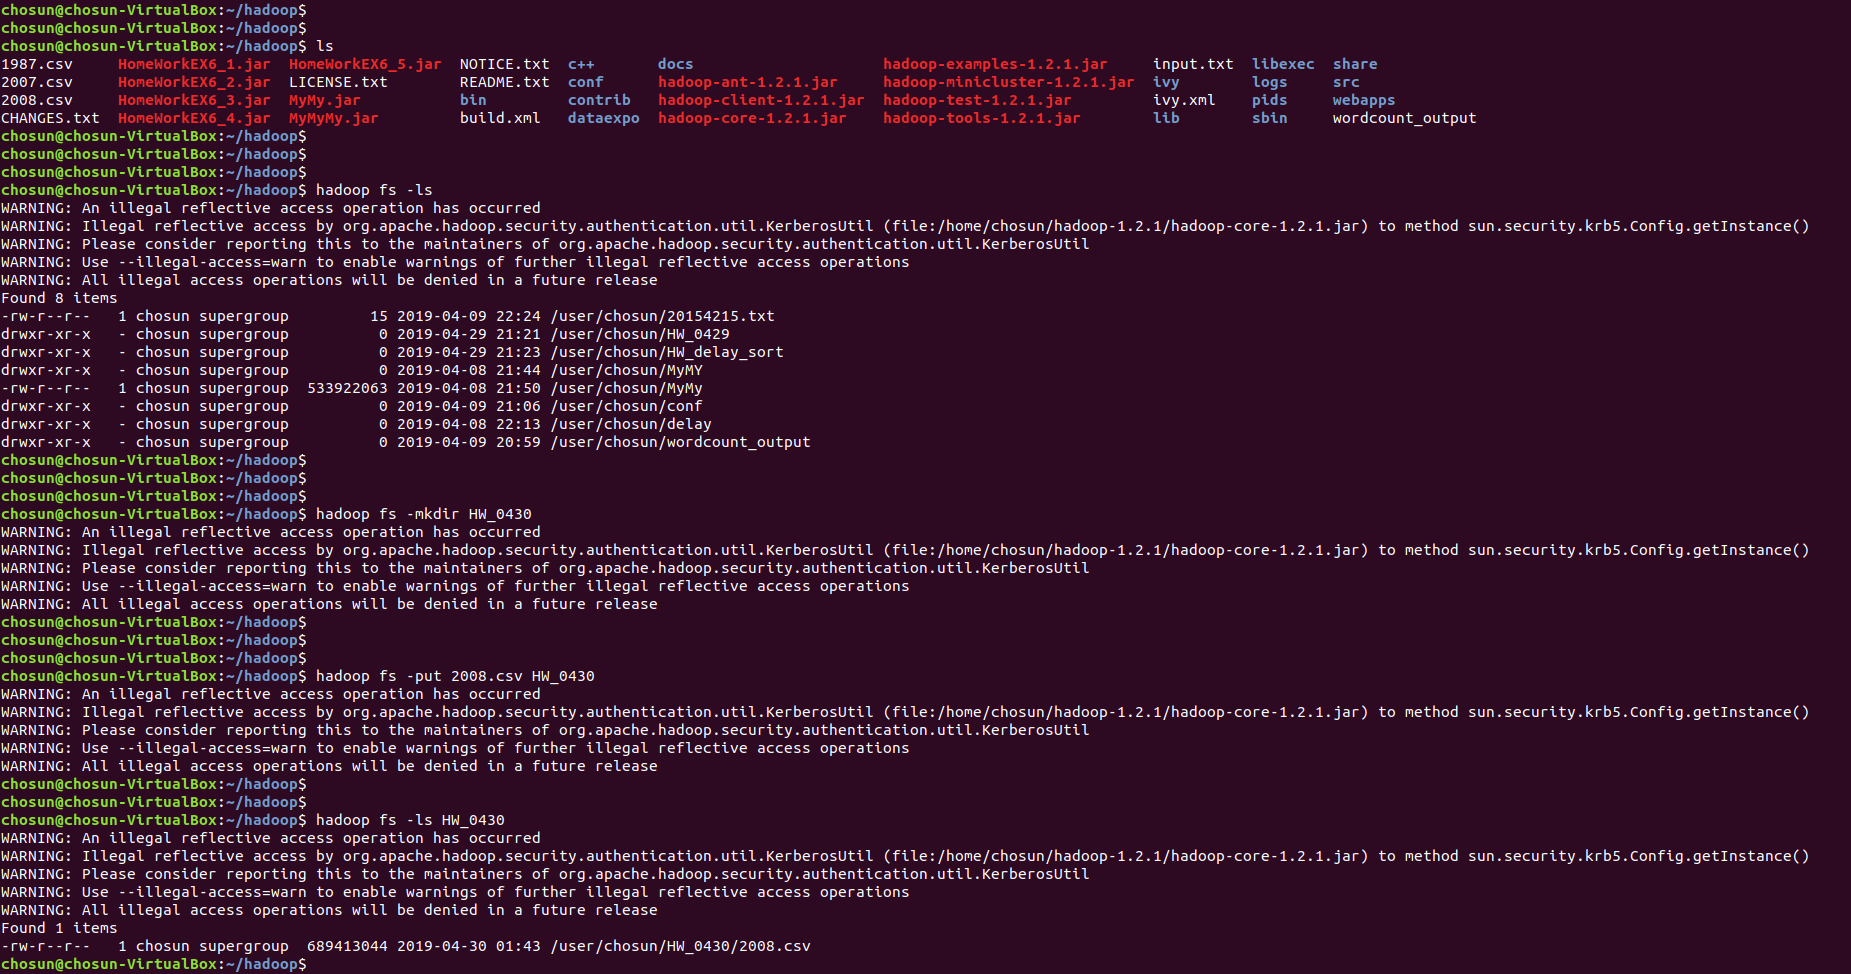 chosun@chosun-VirtualBox:~/hadoop$
chosun@chosun-VirtualBox:~/hadoop$
chosun@chosun-VirtualBox:~/hadoop$ ls
1987.csv     HomeWorkEX6_1.jar  HomeWorkEX6_5.jar  NOTICE.txt  c++       docs                     hadoop-examples-1.2.1.jar     input.txt  libexec  share
2007.csv     HomeWorkEX6_2.jar  LICENSE.txt        README.txt  conf      hadoop-ant-1.2.1.jar     hadoop-minicluster-1.2.1.jar  ivy        logs     src
2008.csv     HomeWorkEX6_3.jar  MyMy.jar           bin         contrib   hadoop-client-1.2.1.jar  hadoop-test-1.2.1.jar         ivy.xml    pids     webapps
CHANGES.txt  HomeWorkEX6_4.jar  MyMyMy.jar         build.xml   dataexpo  hadoop-core-1.2.1.jar    hadoop-tools-1.2.1.jar        lib        sbin     wordcount_output
chosun@chosun-VirtualBox:~/hadoop$
chosun@chosun-VirtualBox:~/hadoop$
chosun@chosun-VirtualBox:~/hadoop$
chosun@chosun-VirtualBox:~/hadoop$ hadoop fs -ls
WARNING: An illegal reflective access operation has occurred
WARNING: Illegal reflective access by org.apache.hadoop.security.authentication.util.KerberosUtil (file:/home/chosun/hadoop-1.2.1/hadoop-core-1.2.1.jar) to method sun.security.krb5.Config.getInstance()
WARNING: Please consider reporting this to the maintainers of org.apache.hadoop.security.authentication.util.KerberosUtil
WARNING: Use --illegal-access=warn to enable warnings of further illegal reflective access operations
WARNING: All illegal access operations will be denied in a future release
Found 8 items
-rw-r--r--   1 chosun supergroup         15 2019-04-09 22:24 /user/chosun/20154215.txt
drwxr-xr-x   - chosun supergroup          0 2019-04-29 21:21 /user/chosun/HW_0429
drwxr-xr-x   - chosun supergroup          0 2019-04-29 21:23 /user/chosun/HW_delay_sort
drwxr-xr-x   - chosun supergroup          0 2019-04-08 21:44 /user/chosun/MyMY
-rw-r--r--   1 chosun supergroup  533922063 2019-04-08 21:50 /user/chosun/MyMy
drwxr-xr-x   - chosun supergroup          0 2019-04-09 21:06 /user/chosun/conf
drwxr-xr-x   - chosun supergroup          0 2019-04-08 22:13 /user/chosun/delay
drwxr-xr-x   - chosun supergroup          0 2019-04-09 20:59 /user/chosun/wordcount_output
chosun@chosun-VirtualBox:~/hadoop$
chosun@chosun-VirtualBox:~/hadoop$
chosun@chosun-VirtualBox:~/hadoop$
chosun@chosun-VirtualBox:~/hadoop$ hadoop fs -mkdir HW_0430
WARNING: An illegal reflective access operation has occurred
WARNING: Illegal reflective access by org.apache.hadoop.security.authentication.util.KerberosUtil (file:/home/chosun/hadoop-1.2.1/hadoop-core-1.2.1.jar) to method sun.security.krb5.Config.getInstance()
WARNING: Please consider reporting this to the maintainers of org.apache.hadoop.security.authentication.util.KerberosUtil
WARNING: Use --illegal-access=warn to enable warnings of further illegal reflective access operations
WARNING: All illegal access operations will be denied in a future release
chosun@chosun-VirtualBox:~/hadoop$
chosun@chosun-VirtualBox:~/hadoop$
chosun@chosun-VirtualBox:~/hadoop$
chosun@chosun-VirtualBox:~/hadoop$ hadoop fs -put 2008.csv HW_0430
WARNING: An illegal reflective access operation has occurred
WARNING: Illegal reflective access by org.apache.hadoop.security.authentication.util.KerberosUtil (file:/home/chosun/hadoop-1.2.1/hadoop-core-1.2.1.jar) to method sun.security.krb5.Config.getInstance()
WARNING: Please consider reporting this to the maintainers of org.apache.hadoop.security.authentication.util.KerberosUtil
WARNING: Use --illegal-access=warn to enable warnings of further illegal reflective access operations
WARNING: All illegal access operations will be denied in a future release
chosun@chosun-VirtualBox:~/hadoop$
chosun@chosun-VirtualBox:~/hadoop$
chosun@chosun-VirtualBox:~/hadoop$ hadoop fs -ls HW_0430
WARNING: An illegal reflective access operation has occurred
WARNING: Illegal reflective access by org.apache.hadoop.security.authentication.util.KerberosUtil (file:/home/chosun/hadoop-1.2.1/hadoop-core-1.2.1.jar) to method sun.security.krb5.Config.getInstance()
WARNING: Please consider reporting this to the maintainers of org.apache.hadoop.security.authentication.util.KerberosUtil
WARNING: Use --illegal-access=warn to enable warnings of further illegal reflective access operations
WARNING: All illegal access operations will be denied in a future release
Found 1 items
-rw-r--r--   1 chosun supergroup  689413044 2019-04-30 01:43 /user/chosun/HW_0430/2008.csv
chosun@chosun-VirtualBox:~/hadoop$